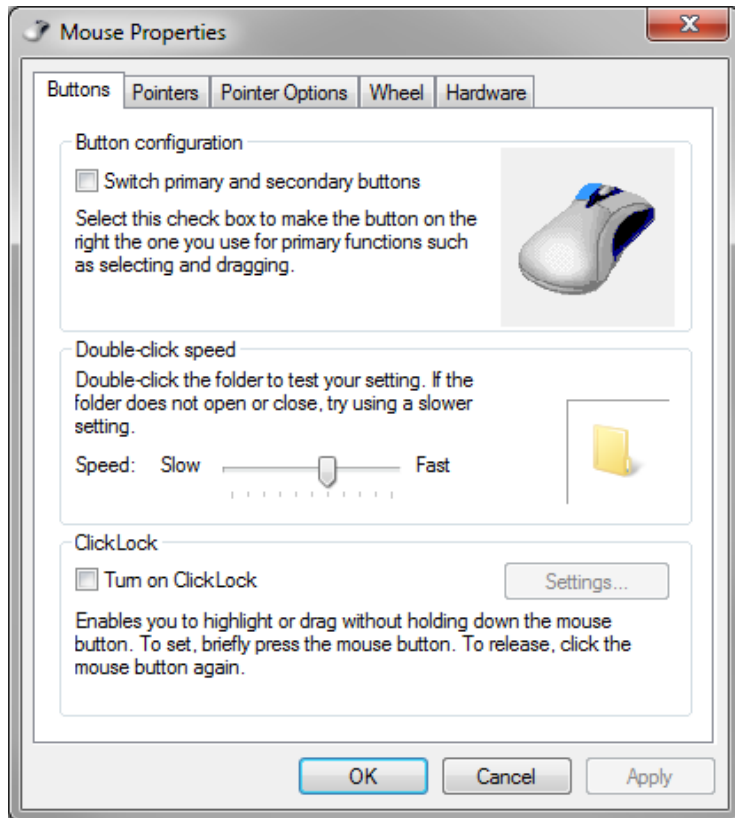 Mouse Properties
Buttons Pointers Pointer Options Wheel Hardware
Button configuration
Switch primary and secondary buttons
Select this check box to make the button on the
right the one you use for primary functions such
as selecting and dragging.
Double-click speed
Double-click the folder to test your setting. If the
folder does not open or close, try using a slower
setting.
Speed: Slow Fast
ClickLock
Turn on ClickLock
Settings...
Enables you to highlight or drag without holding down the mouse
button. To set, briefly press the mouse button. To release, click the
mouse button again.
OK Cancel Apply